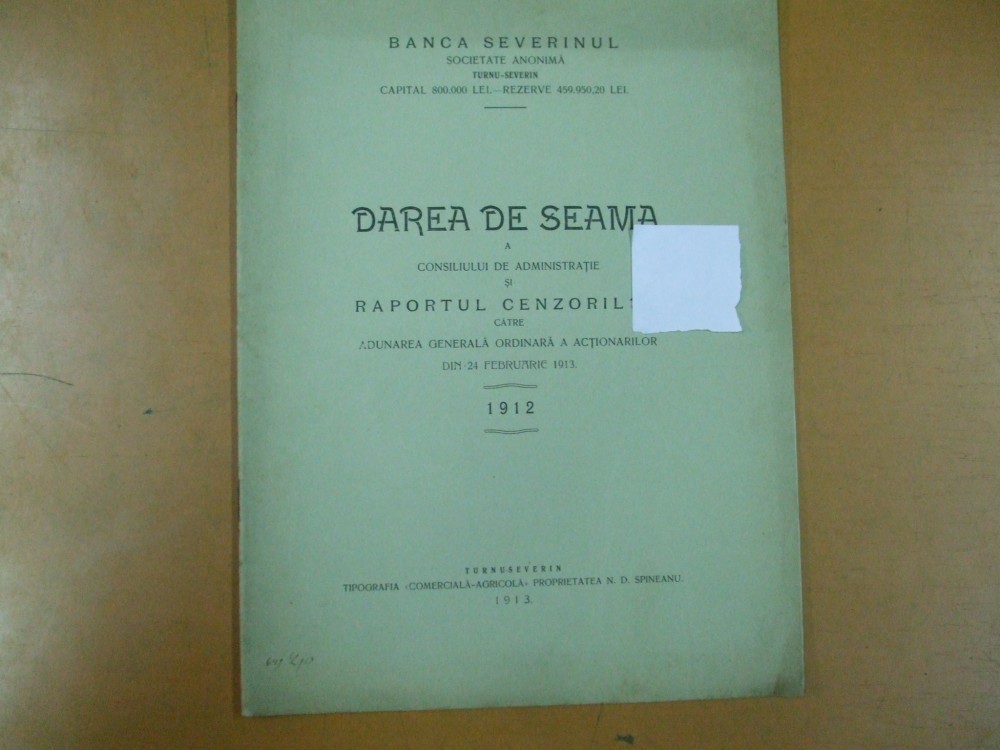 BANCA SEVERINUL
SOCIETATE ANONIMĂ
TURNU-SEVERIN
CAPITAL 800.000 LEI.—REZERVE 459.950,20 LEI.
DAREA DE SEAMA
A
CONSILIULUI DE ADMINISTRAȚIE
ȘI
RAPORTUL
CĂTRE
ADUNAREA GENERALĂ ORDINARĂ A ACȚIONARILOR
DIN 24 FEBRUARIE 1913.
1912
TURNU-SEVERIN
TIPOGRAFIA «COMERCIALĂ-AGRICOLĂ» PROPRIETATEA N. D. SPINEANU.
1913.